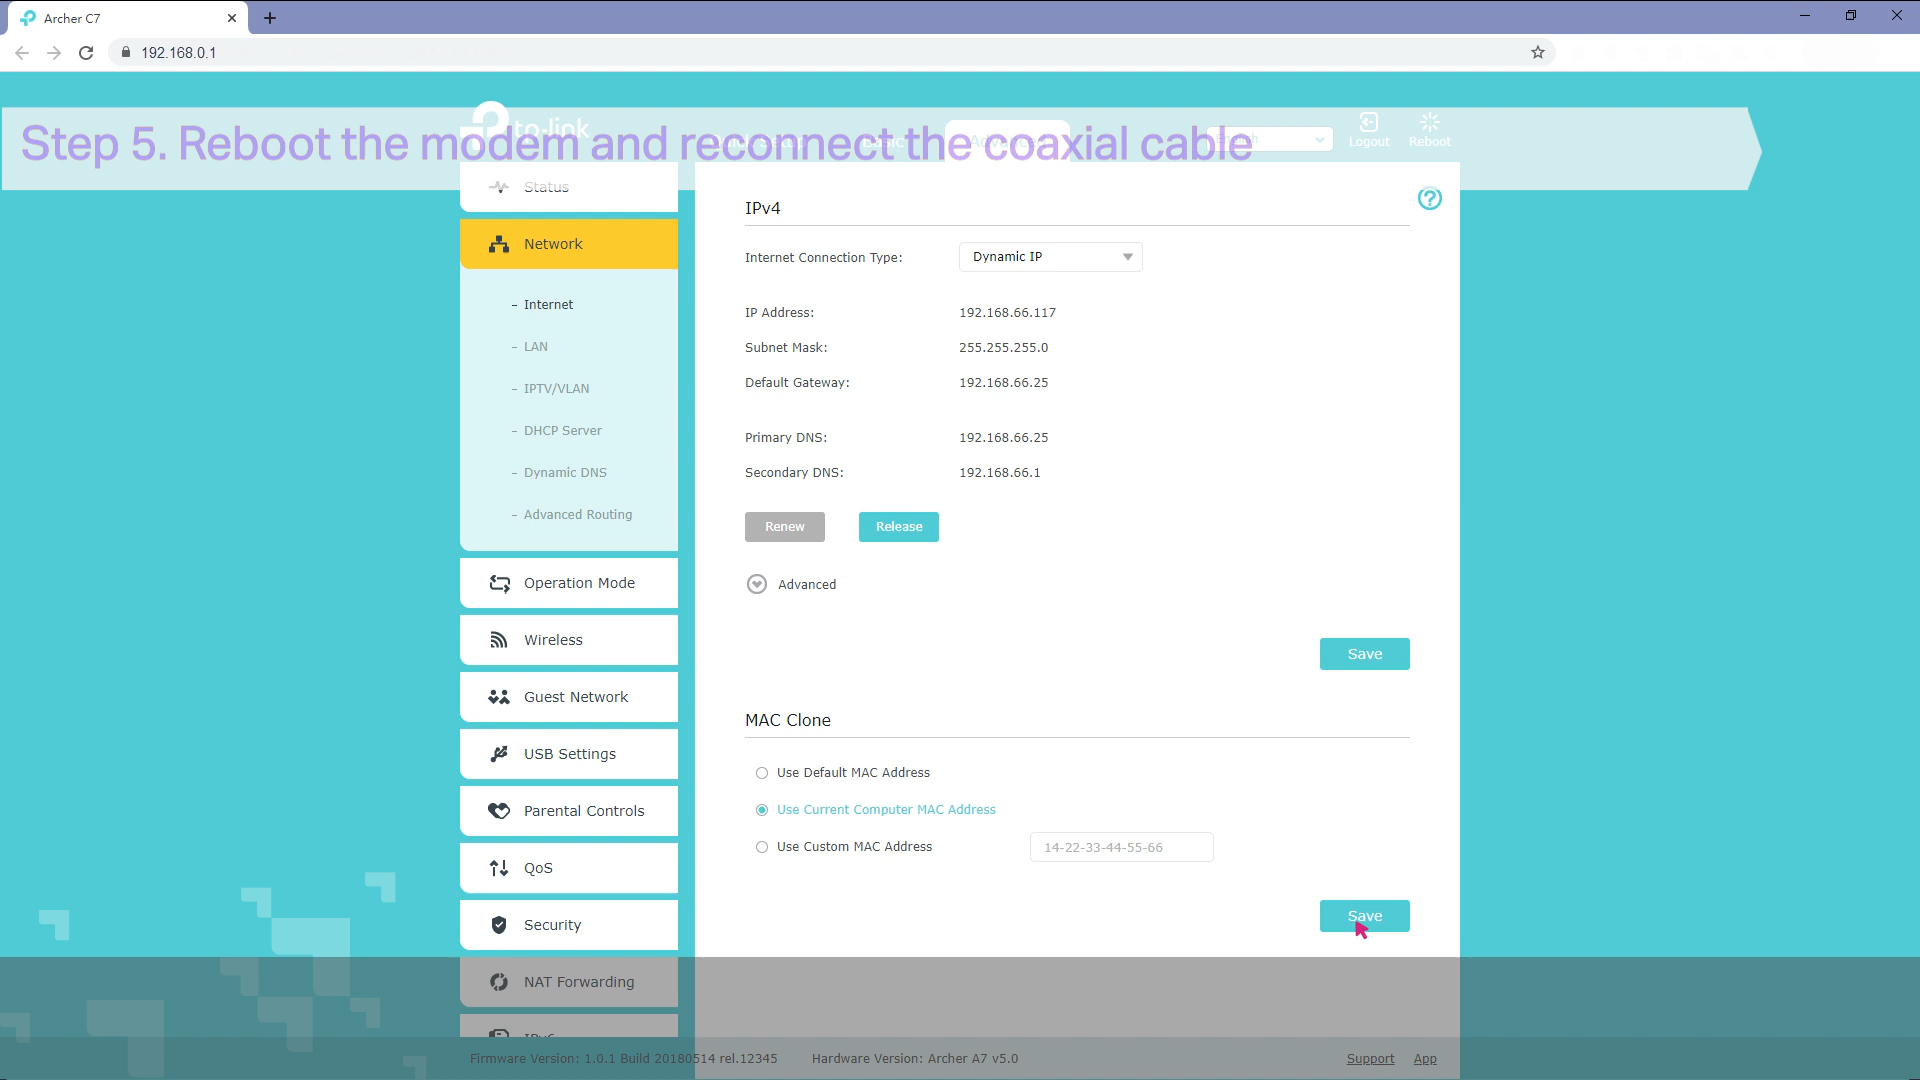 Archer C7
192.168.0.1
tp-link
Step 5. Reboot the modem and reconnect the coaxial cable
Logout
Reboot
Status
Network
- Internet
- LAN
- IPTV/VLAN
- DHCP Server
- Dynamic DNS
- Advanced Routing
Operation Mode
Wireless
Guest Network
USB Settings
Parental Controls
QoS
Security
NAT Forwarding
IPv4
Internet Connection Type: Dynamic IP
IP Address: 192.168.66.117
Subnet Mask: 255.255.255.0
Default Gateway: 192.168.66.25
Primary DNS: 192.168.66.25
Secondary DNS: 192.168.66.1
Renew Release
Advanced
Save
MAC Clone
Use Default MAC Address
Use Current Computer MAC Address
Use Custom MAC Address 14-22-33-44-55-66
Save
Firmware Version: 1.0.1 Build 20180514 rel.12345 Hardware Version: Archer A7 v5.0 Support App